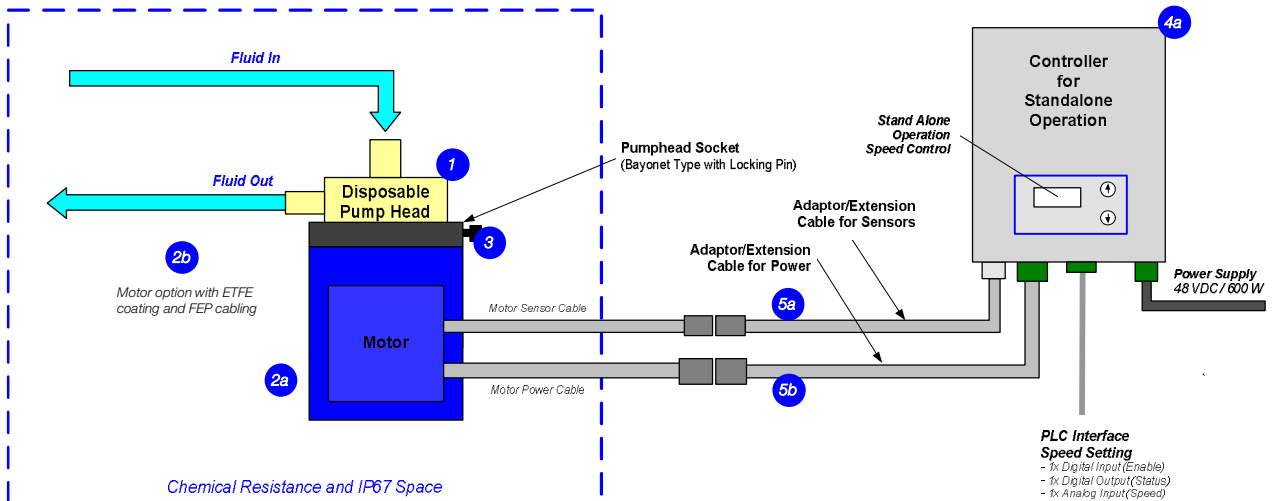 Fluid In
Fluid Out
1
Disposable
Pump Head
Pumphead Socket
(Bayonet Type with Locking Pin)
3
2b
Motor option with ETFE
coating and FEP cabling
Motor
2a
Motor Sensor Cable
Motor Power Cable
Chemical Resistance and IP67 Space
Adaptor/Extension
Cable for Sensors
Adaptor/Extension
Cable for Power
5a
5b
4a
Controller
for
Standalone
Operation
Stand Alone
Operation
Speed Control
Power Supply
48 VDC / 600 W
PLC Interface
Speed Setting
- 1x Digital Input (Enable)
- 1x Digital Output (Status)
- 1x Analog Input (Speed)